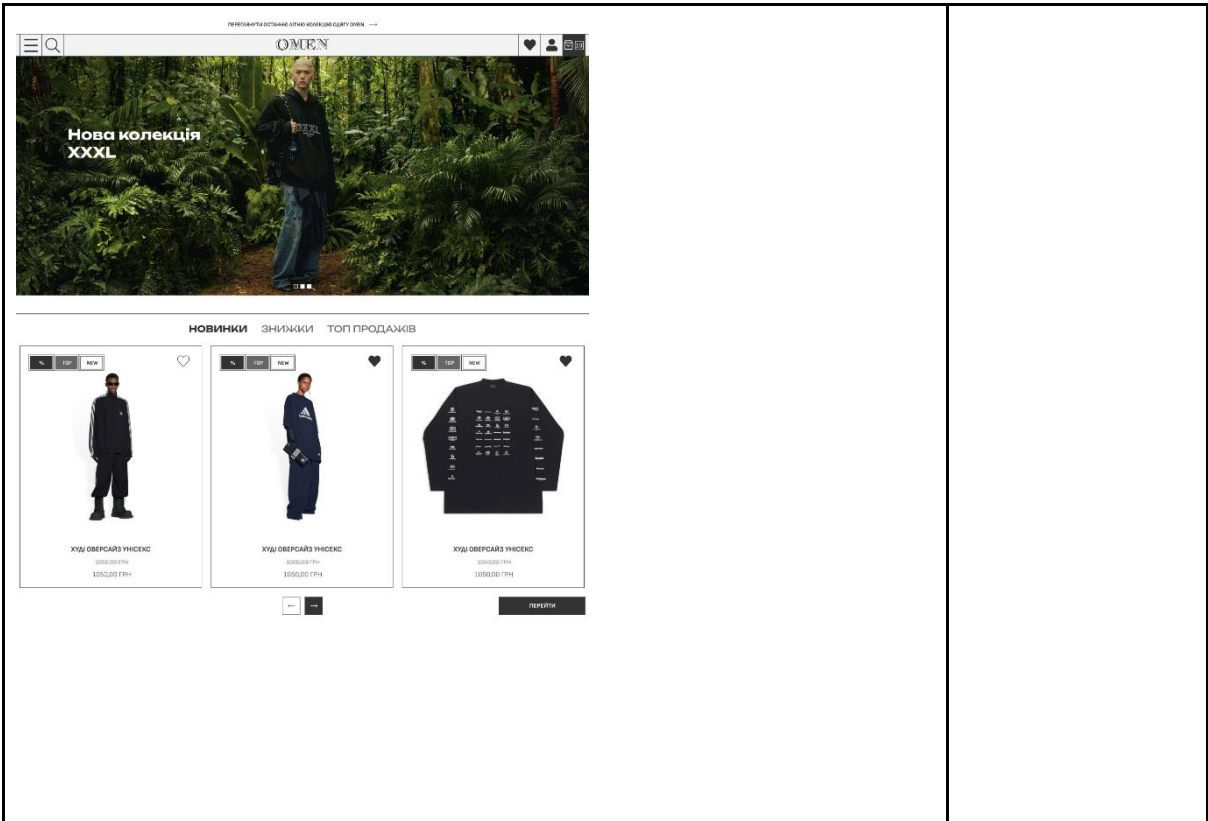 ПЕРЕГЛЯНУТИ ОСТАННЮ ЛІТНЮ КОЛЕКЦІЮ ОДЯГУ OMEN →
OMEN
Нова колекція
XXXL
XXXL
НОВИНКИ ЗНИЖКИ ТОП ПРОДАЖІВ
% TOP NEW
% TOP NEW
% TOP NEW
ХУДІ ОВЕРСАЙЗ УНІСЕКС
ХУДІ ОВЕРСАЙЗ УНІСЕКС
ХУДІ ОВЕРСАЙЗ УНІСЕКС
1050,00 ГРН
1050,00 ГРН
1050,00 ГРН
← → ПЕРЕЙТИ